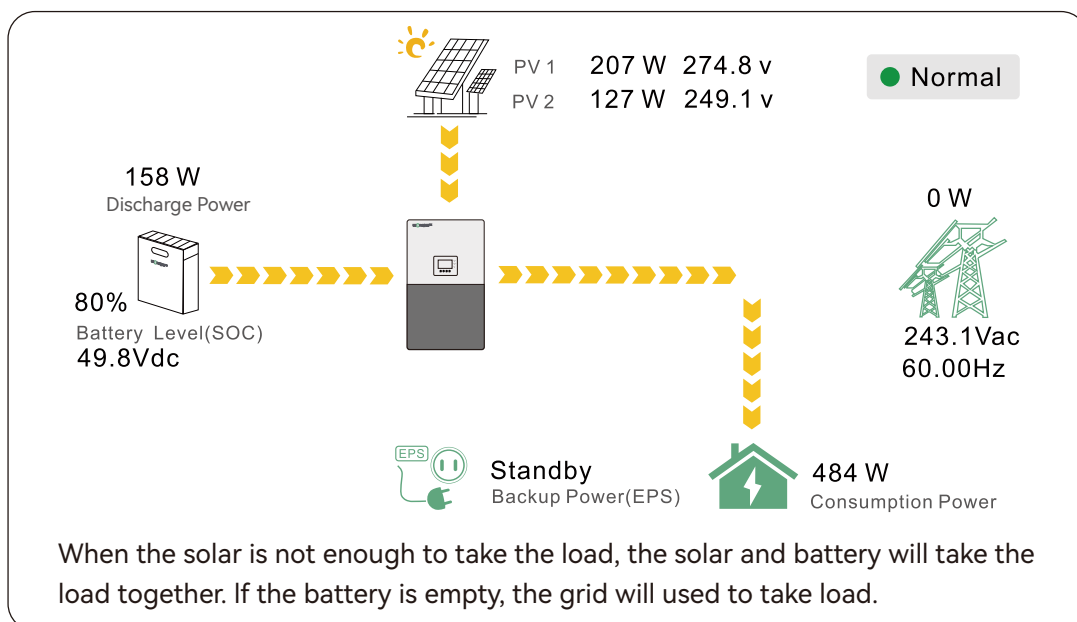 PV 1 207 W 274.8 v
PV 2 127 W 249.1 v
Normal
158 W
Discharge Power
0 W
80%
Battery Level(SOC)
49.8Vdc
243.1Vac
60.00Hz
EPS
Standby
Backup Power(EPS)
484 W
Consumption Power
When the solar is not enough to take the load, the solar and battery will take the
load together. If the battery is empty, the grid will used to take load.